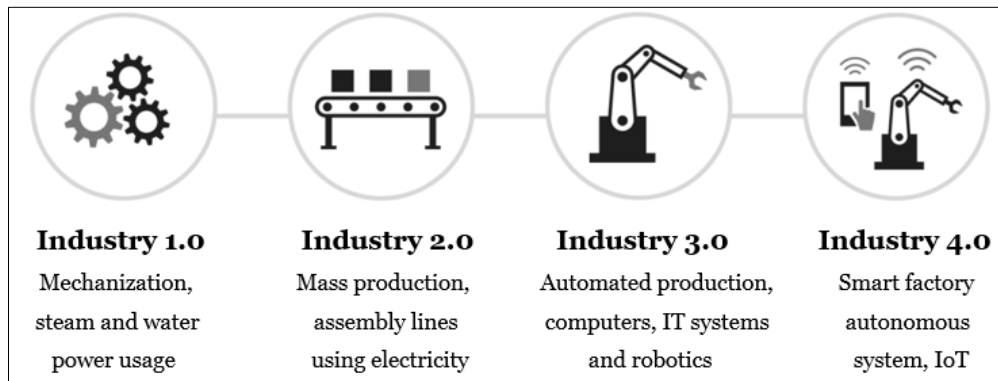 Industry 1.0
Mechanization,
steam and water
power usage
Industry 2.0
Mass production,
assembly lines
using electricity
Industry 3.0
Automated production,
computers, IT systems
and robotics
Industry 4.0
Smart factory
autonomous
system, IoT